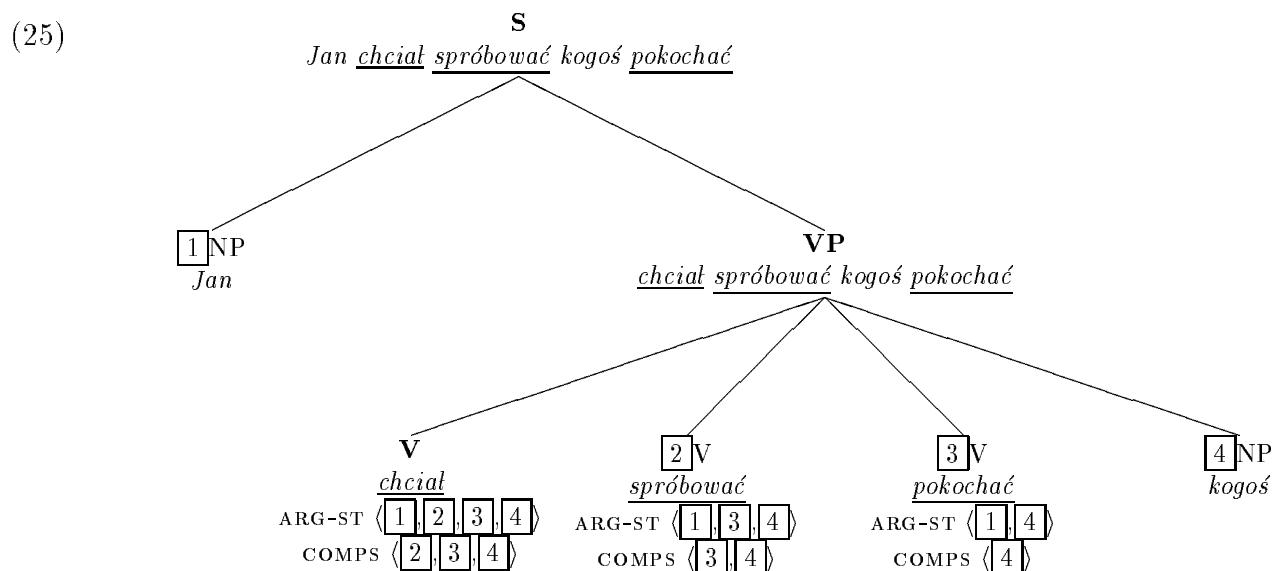 (25)
S
Jan chciał spróbować kogoś pokochać
1 NP
Jan
VP
chciał spróbować kogoś pokochać
V
chciał
ARG-ST ⟨1,2,3,4⟩
COMPS ⟨2,3,4⟩
2 V
spróbować
ARG-ST ⟨1,3,4⟩
COMPS ⟨3,4⟩
3 V
pokochać
ARG-ST ⟨1,4⟩
COMPS ⟨4⟩
4 NP
kogoś